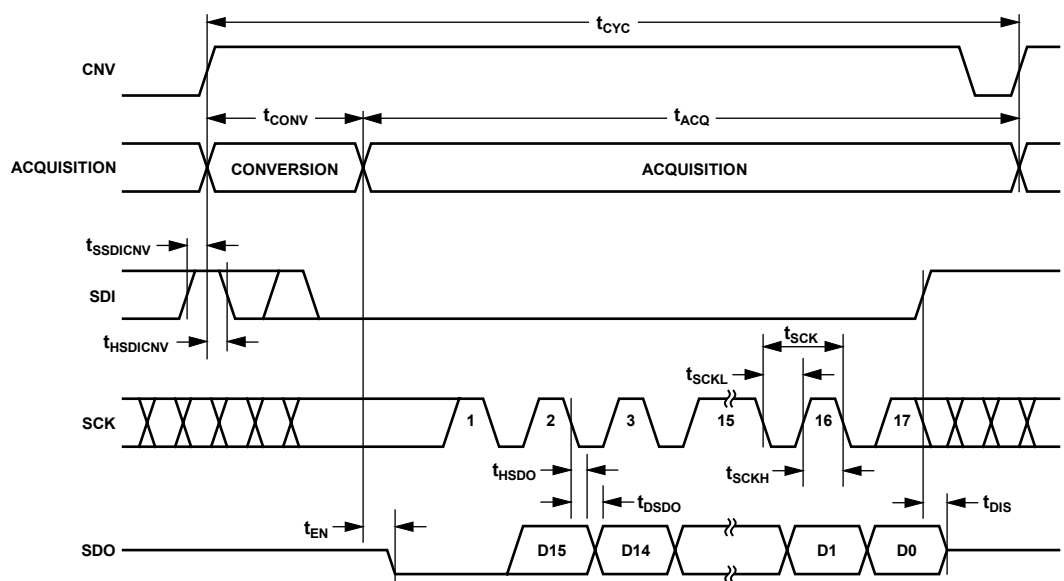 tCYC
CNV
tCONV
tACQ
ACQUISITION
CONVERSION
ACQUISITION
tSSDICNV
SDI
tHSDICNV
tSCK
tSCKL
SCK
1
2
3
15
16
17
tHSDO
tSCKH
tDSDO
tDIS
tEN
SDO
D15
D14
D1
D0